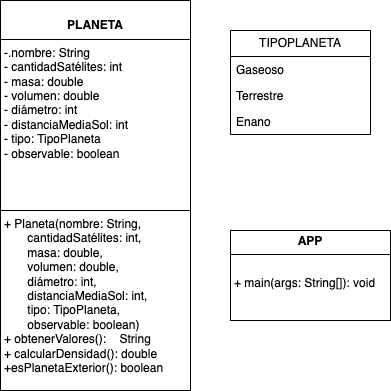 PLANETA
-.nombre: String
- cantidadSatélites: int
- masa: double
- volumen: double
- diámetro: int
- distanciaMediaSol: int
- tipo: TipoPlaneta
- observable: boolean
+ Planeta(nombre: String,
cantidadSatélites: int,
masa: double,
volumen: double,
diámetro: int,
distanciaMediaSol: int,
tipo: TipoPlaneta,
observable: boolean)
+ obtenerValores(): String
+ calcularDensidad(): double
+esPlanetaExterior(): boolean
TIPOPLANETA
Gaseoso
Terrestre
Enano
APP
+ main(args: String[]): void